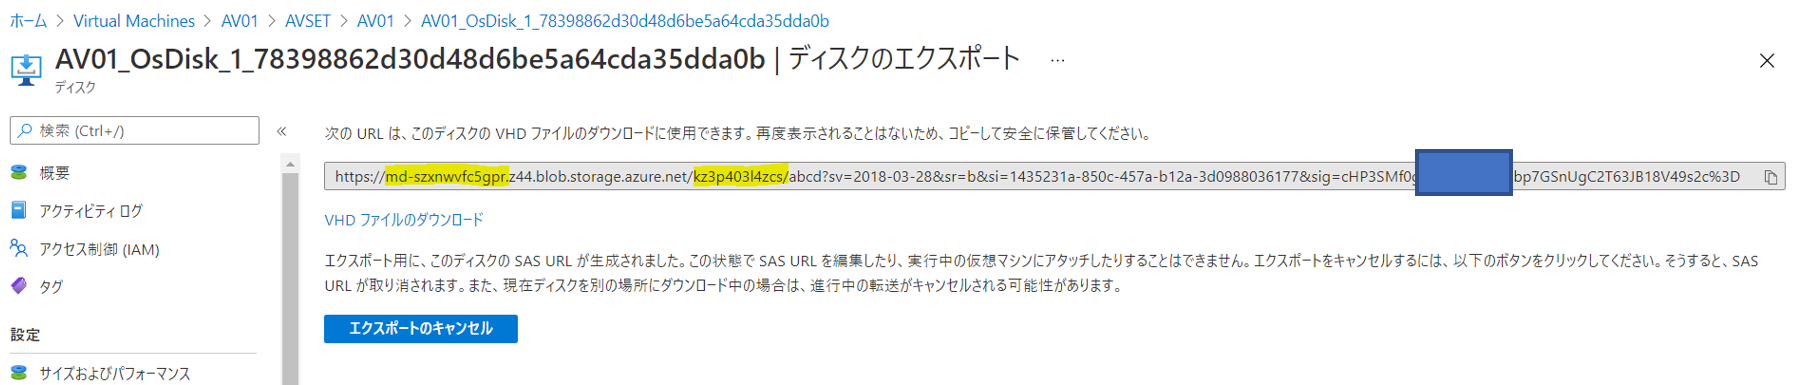 ホーム > Virtual Machines > AV01 > AVSET > AV01 > AV01_OsDisk_1_78398862d30d48d6be5a64cda35dda0b
AV01_OsDisk_1_78398862d30d48d6be5a64cda35dda0b | ディスクのエクスポート ...
ディスク
検索 (Ctrl+/)
概要
アクティビティ ログ
アクセス制御 (IAM)
タグ
設定
サイズおよびパフォーマンス
次の URL は、このディスクの VHD ファイルのダウンロードに使用できます。再度表示されることはないため、コピーして安全に保管してください。
https://md-szxnwvfc5gpr.z44.blob.storage.azure.net/kz3p403l4zcs/abcd?sv=2018-03-28&sr=b&si=1435231a-850c-457a-b12a-3d0988036177&sig=cHP3SMf0 bp7GSnUgC2T63JB18V49s2c%3D
VHD ファイルのダウンロード
エクスポート用に、このディスクの SAS URL が生成されました。この状態で SAS URL を編集したり、実行中の仮想マシンにアタッチしたりすることはできません。エクスポートをキャンセルするには、以下のボタンをクリックしてください。そうすると、SAS
URL が取り消されます。また、現在ディスクを別の場所にダウンロード中の場合は、進行中の転送がキャンセルされる可能性があります。
エクスポートのキャンセル